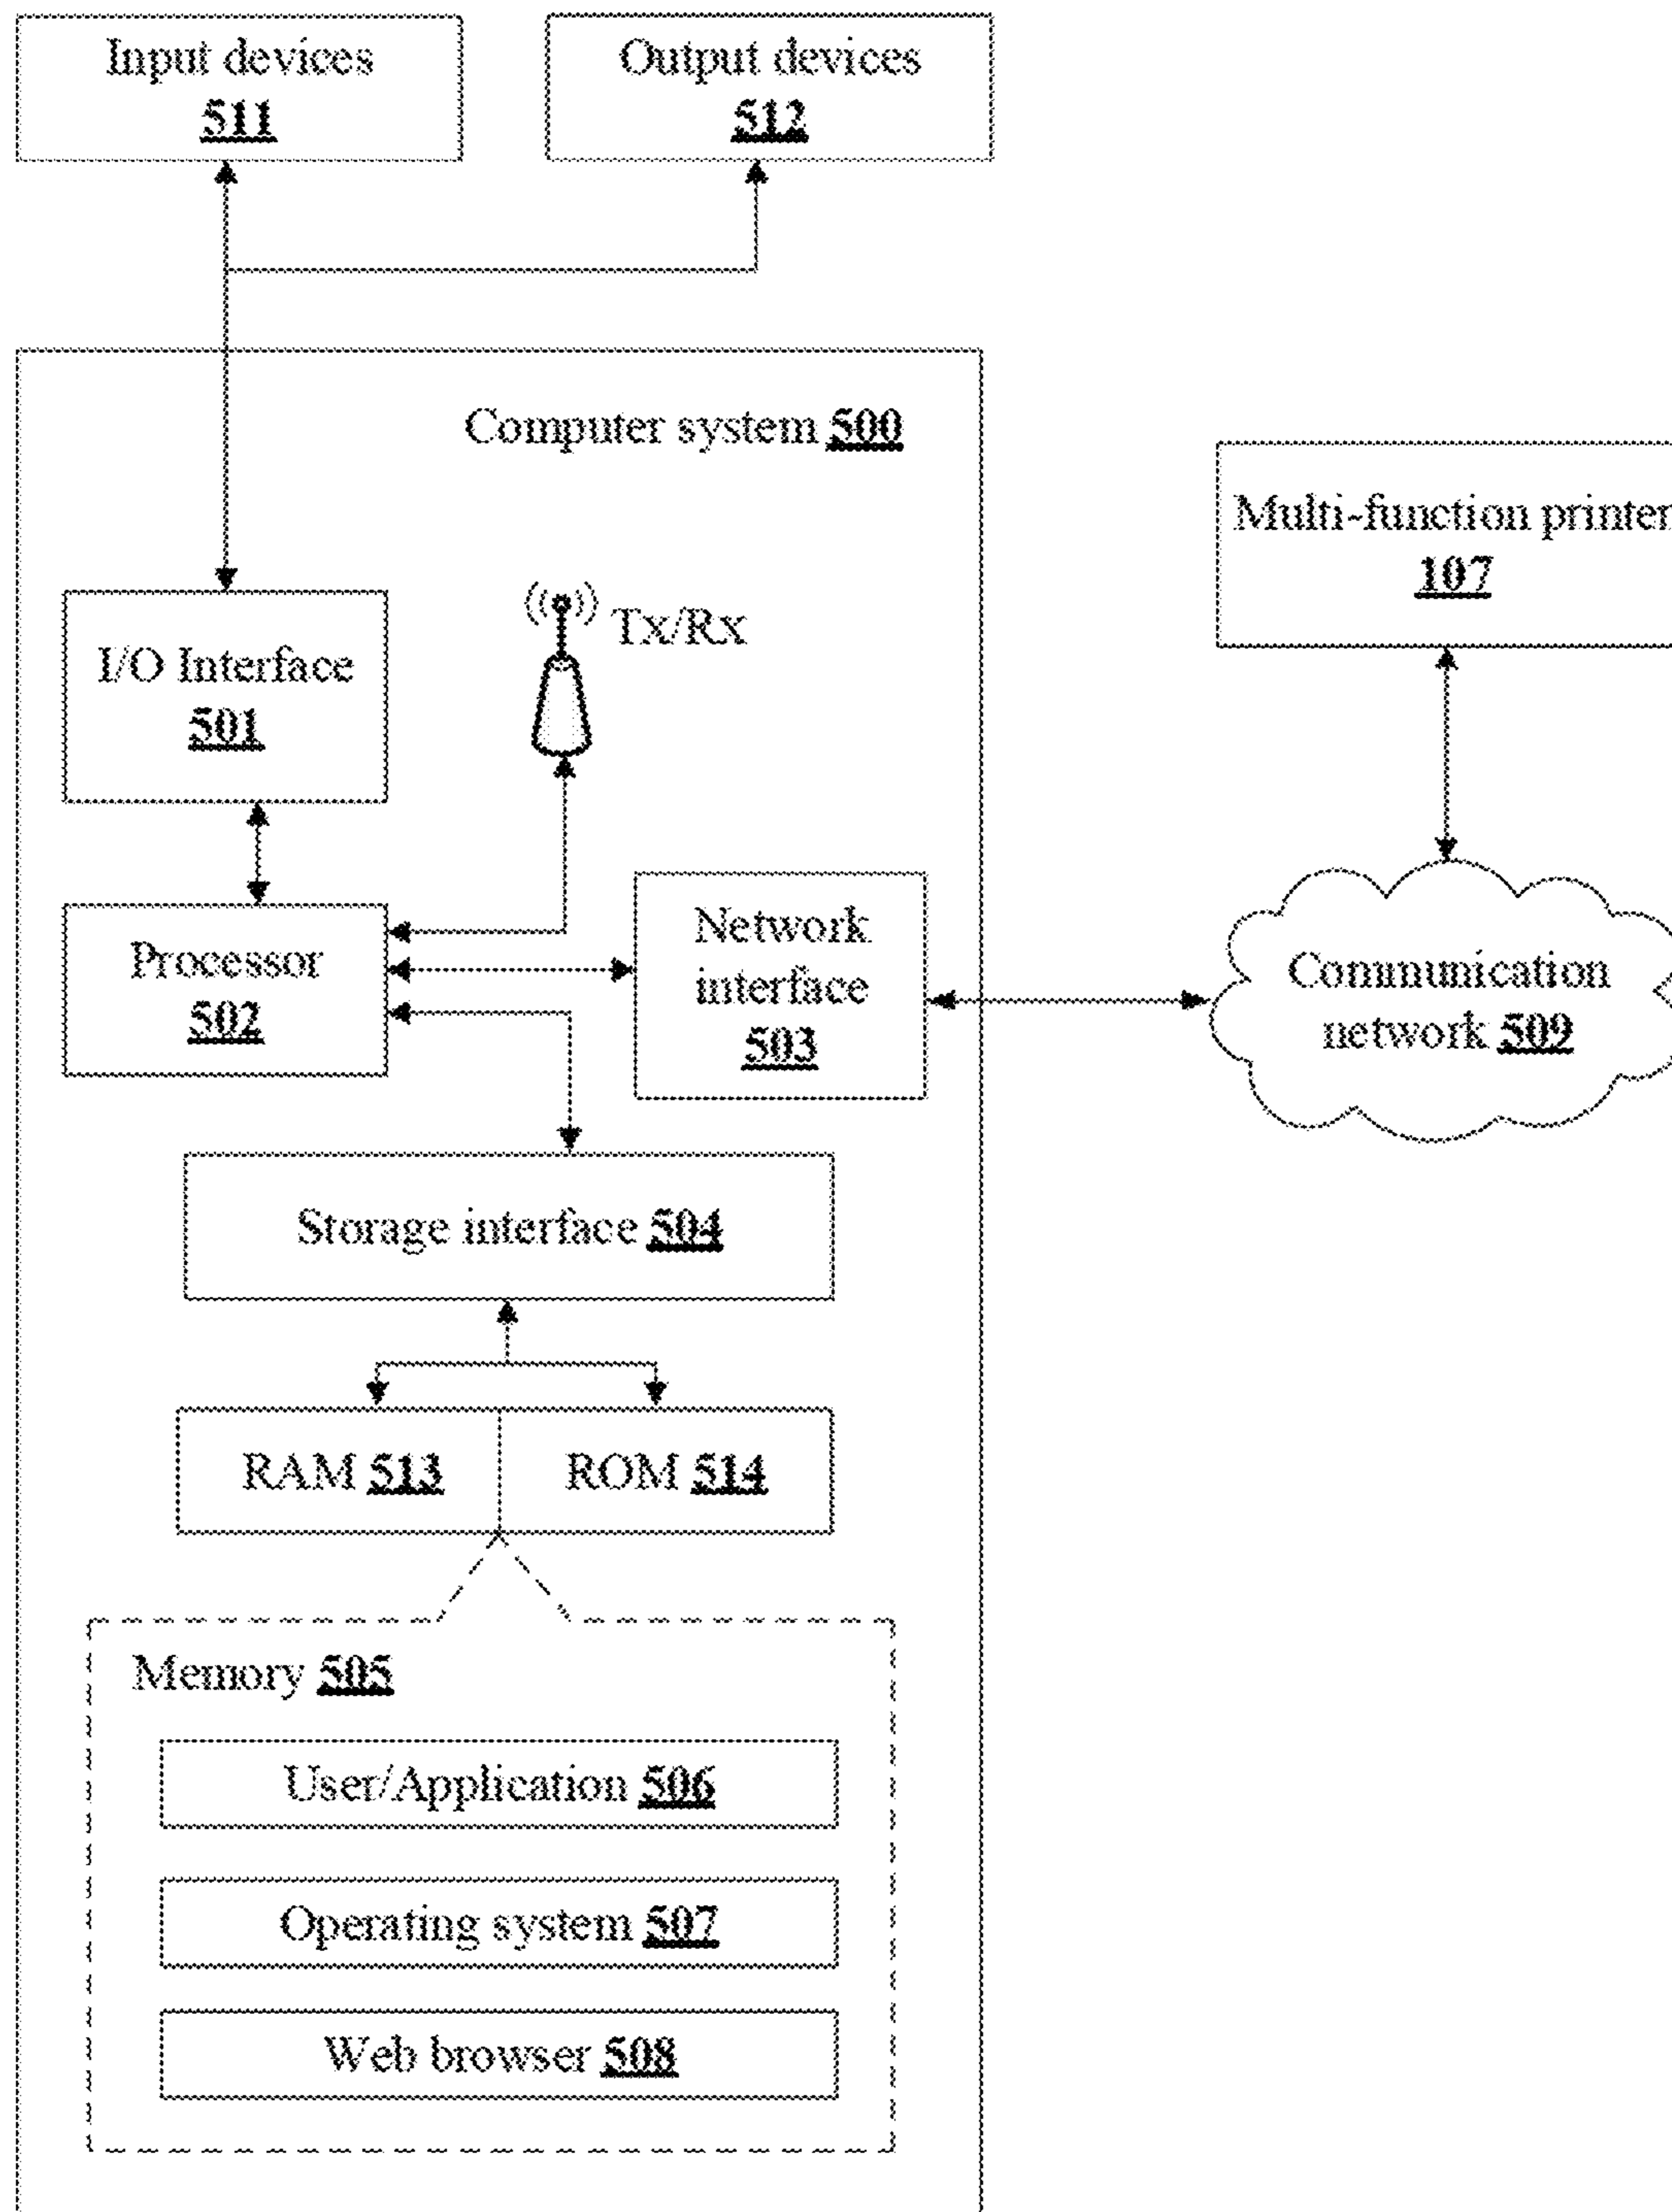 Input devices
511
Output devices
512
Computer system 500
Multi-function printer
107
I/O Interface
501
Tx/Rx
Processor
502
Network
interface
503
Communication
network 509
Storage interface 504
RAM 513
ROM 514
Memory 505
User/Application 506
Operating system 507
Web browser 508